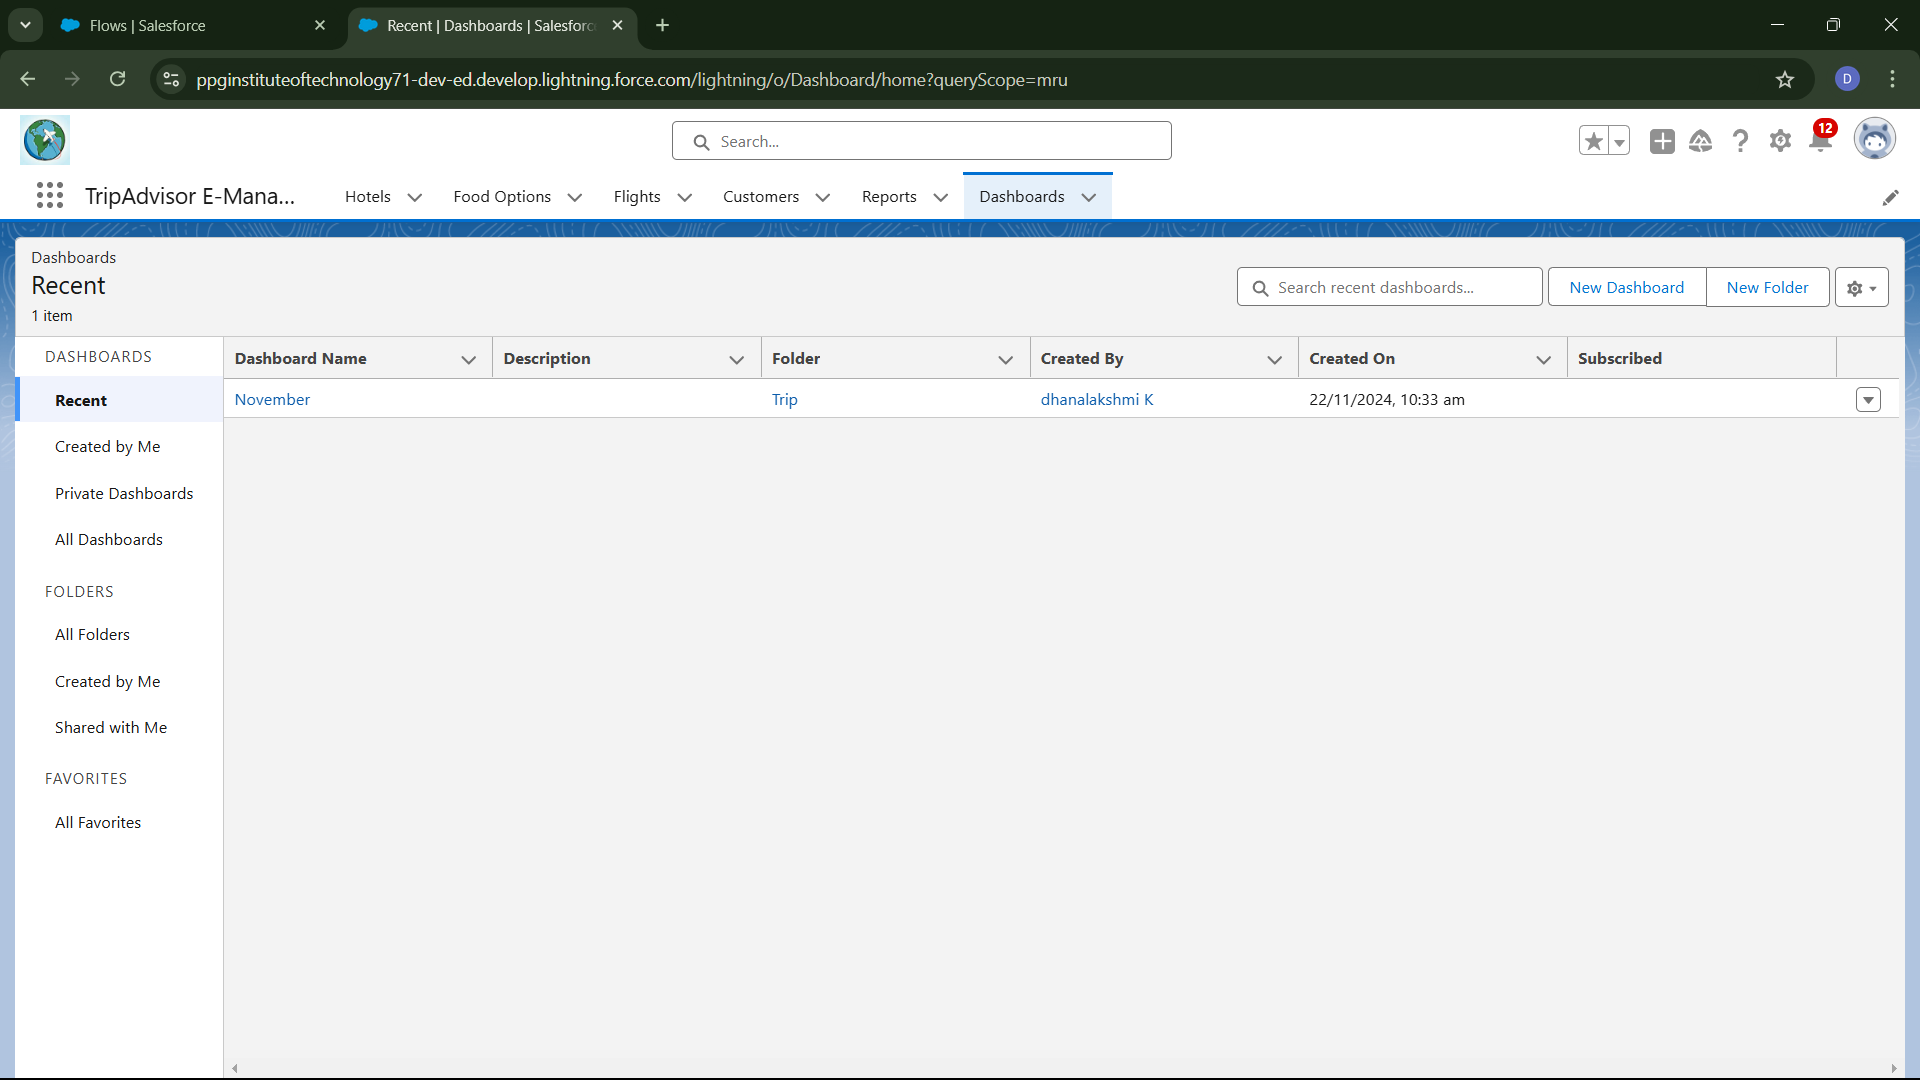 Flows | Salesforce
Recent | Dashboards | Salesforc
ppginstituteoftechnology71-dev-ed.develop.lightning.force.com/lightning/o/Dashboard/home?queryScope=mru
D
Search...
12
TripAdvisor E-Mana...
Hotels
Food Options
Flights
Customers
Reports
Dashboards
Dashboards
Recent
1 item
Search recent dashboards...
New Dashboard
New Folder
DASHBOARDS
Recent
Created by Me
Private Dashboards
All Dashboards
FOLDERS
All Folders
Created by Me
Shared with Me
FAVORITES
All Favorites
Dashboard Name
Description
Folder
Created By
Created On
Subscribed
November
Trip
dhanalakshmi K
22/11/2024, 10:33 am